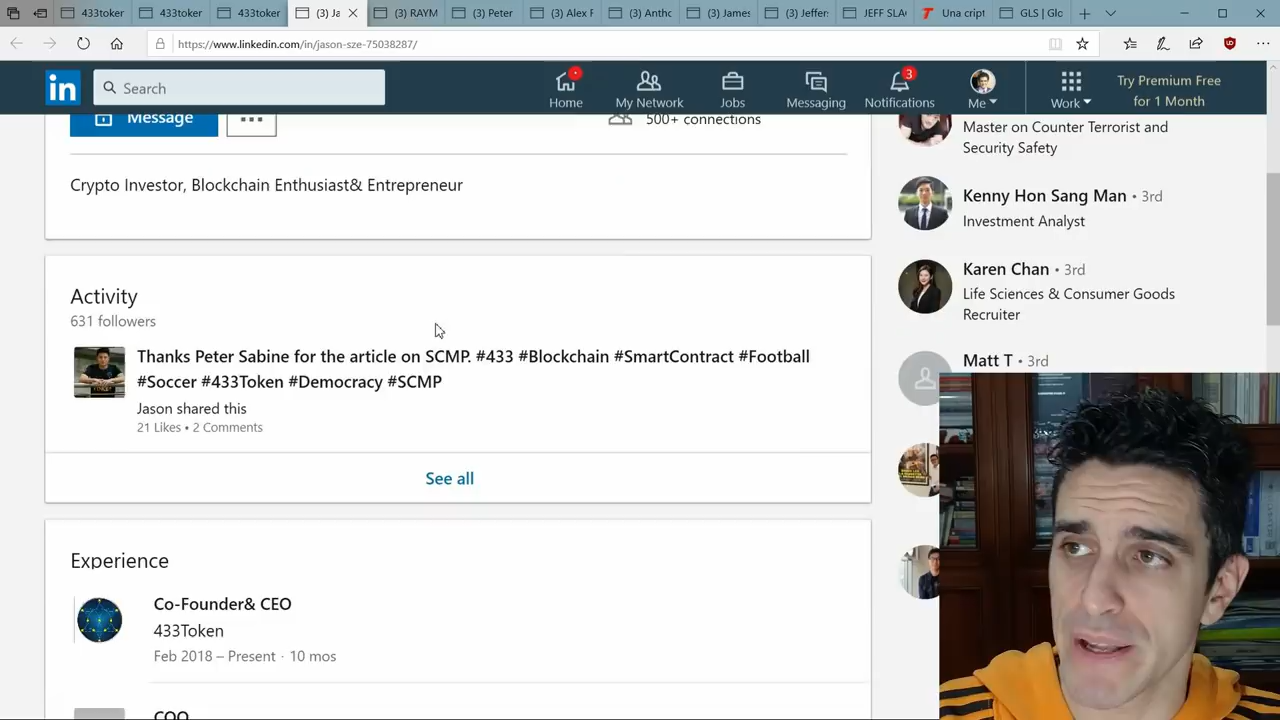 433toker
433toker
433toker
(3) Ja
(3) RAYM
(3) Peter
(3) Alex F
(3) Antho
(3) James
(3) Jeffers
JEFF SLA
Una cript
GLS | Glo
https://www.linkedin.com/in/jason-sze-75038287/
in
Search
Home
My Network
Jobs
Messaging
3
Notifications
Me
Work
Try Premium Free
for 1 Month
Message
...
500+ connections
Crypto Investor, Blockchain Enthusiast& Entrepreneur
Activity
631 followers
Thanks Peter Sabine for the article on SCMP. #433 #Blockchain #SmartContract #Football
#Soccer #433Token #Democracy #SCMP
Jason shared this
21 Likes • 2 Comments
See all
Experience
Co-Founder& CEO
433Token
Feb 2018 – Present · 10 mos
COO
Master on Counter Terrorist and
Security Safety
Kenny Hon Sang Man • 3rd
Investment Analyst
Karen Chan • 3rd
Life Sciences & Consumer Goods
Recruiter
Matt T • 3rd